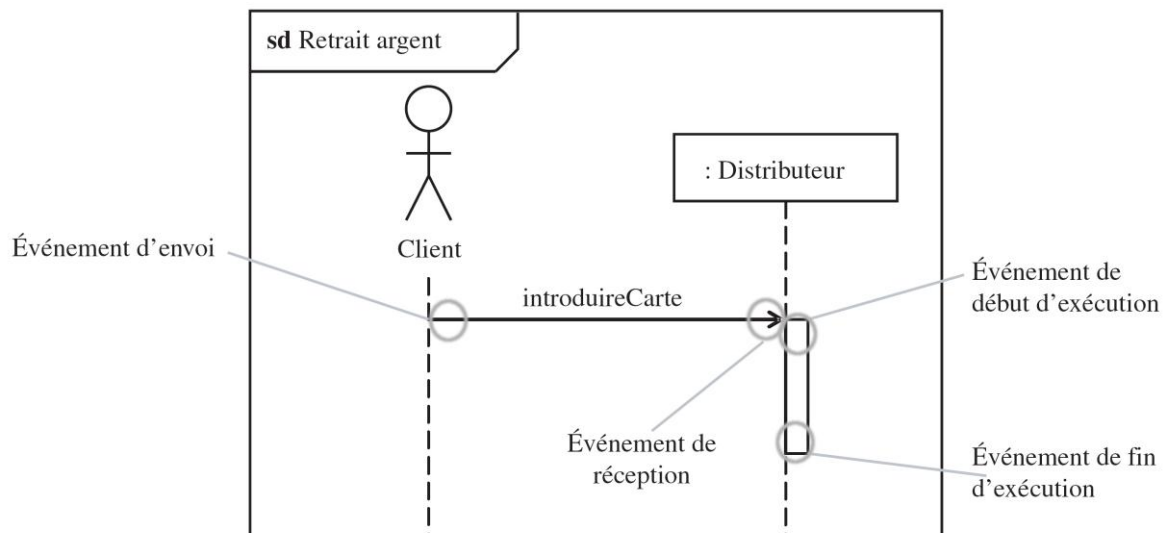 sd Retrait argent
: Distributeur
Événement d’envoi
Client
introduireCarte
Événement de
début d’exécution
Événement de
réception
Événement de fin
d’exécution